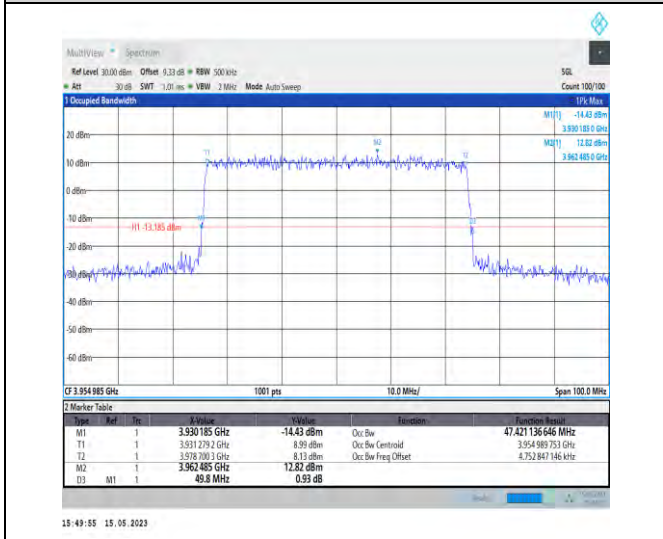 MultiView Spectrum
Ref Level 30.00 dBm Offset 9.33 dB RBW 500 kHz SGL
Att 30 dB SWT 1.01 ms VBW 2 MHz Mode Auto Sweep Count 100/100
1 Occupied Bandwidth 1Pk Max
M1[1] -14.43 dBm
3.930 185 0 GHz
M2[1] 12.82 dBm
3.962 485 0 GHz
20 dBm
T1 M2 T2
10 dBm
0 dBm
-10 dBm
M1 D3
H1 -13.185 dBm
-20 dBm
-30 dBm
-40 dBm
-50 dBm
-60 dBm
CF 3.954 985 GHz 1001 pts 10.0 MHz/ Span 100.0 MHz
2 Marker Table
Type Ref Trc X-Value Y-Value Function Function Result
M1 1 3.930185 GHz -14.43 dBm Occ Bw 47.421 136 646 MHz
T1 1 3.931 279 2 GHz 8.99 dBm Occ Bw Centroid 3.954 989 753 GHz
T2 1 3.978 700 3 GHz 8.13 dBm Occ Bw Freq Offset 4.752 847 146 kHz
M2 1 3.962 485 GHz 12.82 dBm
D3 M1 1 49.8 MHz 0.93 dB
15:49:55 15.05.2023